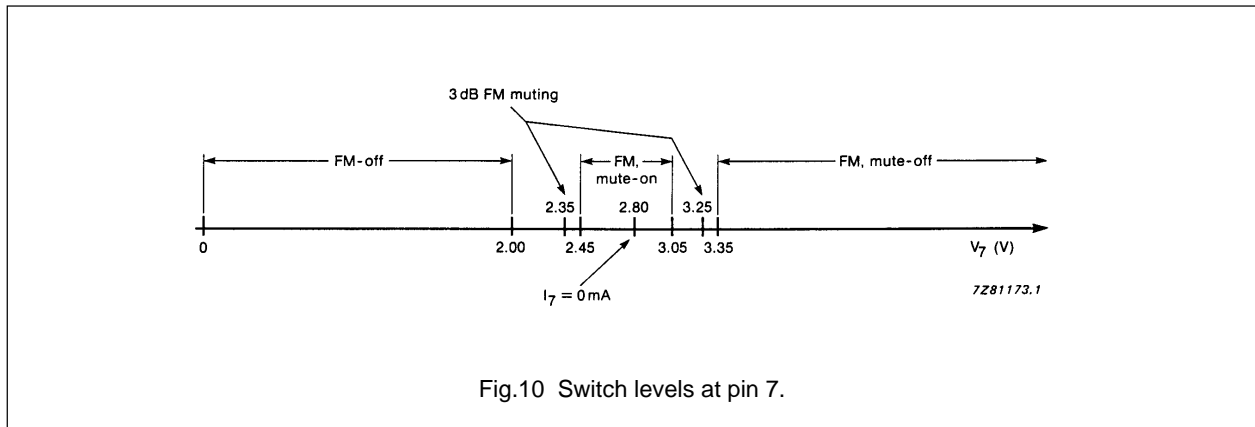 3 dB FM muting
FM-off
FM,
mute-on
FM, mute-off
2.35
2.80
3.25
0
2.00
2.45
3.05
3.35
V7 (V)
I7 = 0 mA
7Z81173.1
Fig.10 Switch levels at pin 7.